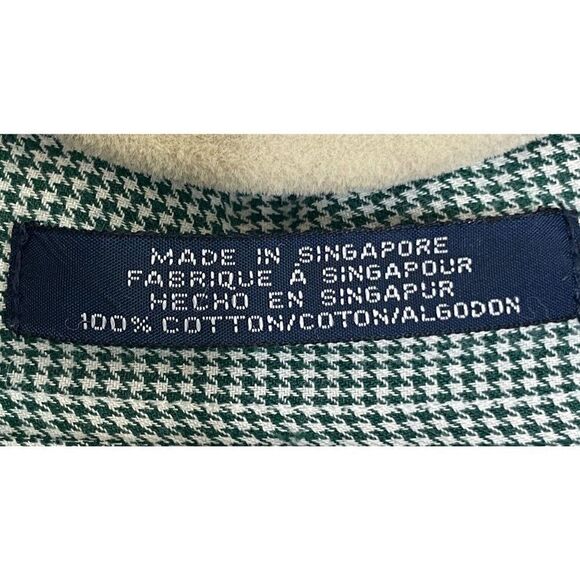 MADE IN SINGAPORE
FABRIQUE À SINGAPOUR
HECHO EN SINGAPUR
100% COTTON/COTON/ALGODON